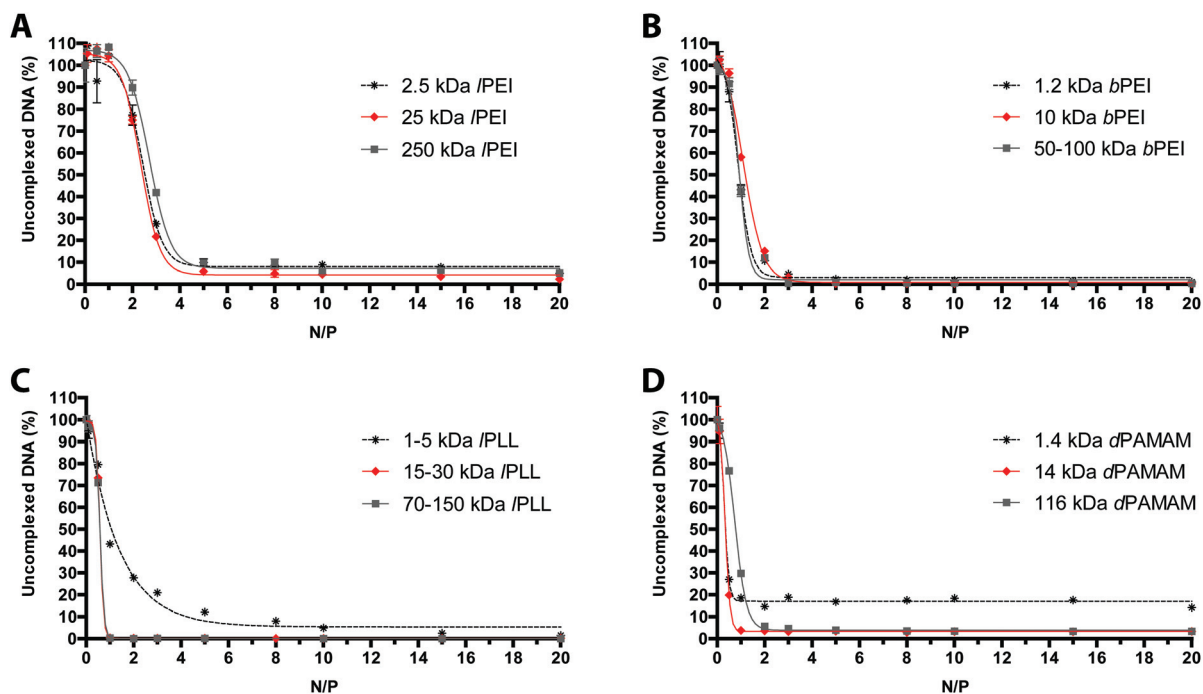 A
Uncomplexed DNA (%)
110
100
90
80
70
60
50
40
30
20
10
0
2.5 kDa lPEI
25 kDa lPEI
250 kDa lPEI
0 2 4 6 8 10 12 14 16 18 20
N/P
B
Uncomplexed DNA (%)
110
100
90
80
70
60
50
40
30
20
10
0
1.2 kDa bPEI
10 kDa bPEI
50-100 kDa bPEI
0 2 4 6 8 10 12 14 16 18 20
N/P
C
Uncomplexed DNA (%)
110
100
90
80
70
60
50
40
30
20
10
0
1-5 kDa lPLL
15-30 kDa lPLL
70-150 kDa lPLL
0 2 4 6 8 10 12 14 16 18 20
N/P
D
Uncomplexed DNA (%)
110
100
90
80
70
60
50
40
30
20
10
0
1.4 kDa dPAMAM
14 kDa dPAMAM
116 kDa dPAMAM
0 2 4 6 8 10 12 14 16 18 20
N/P